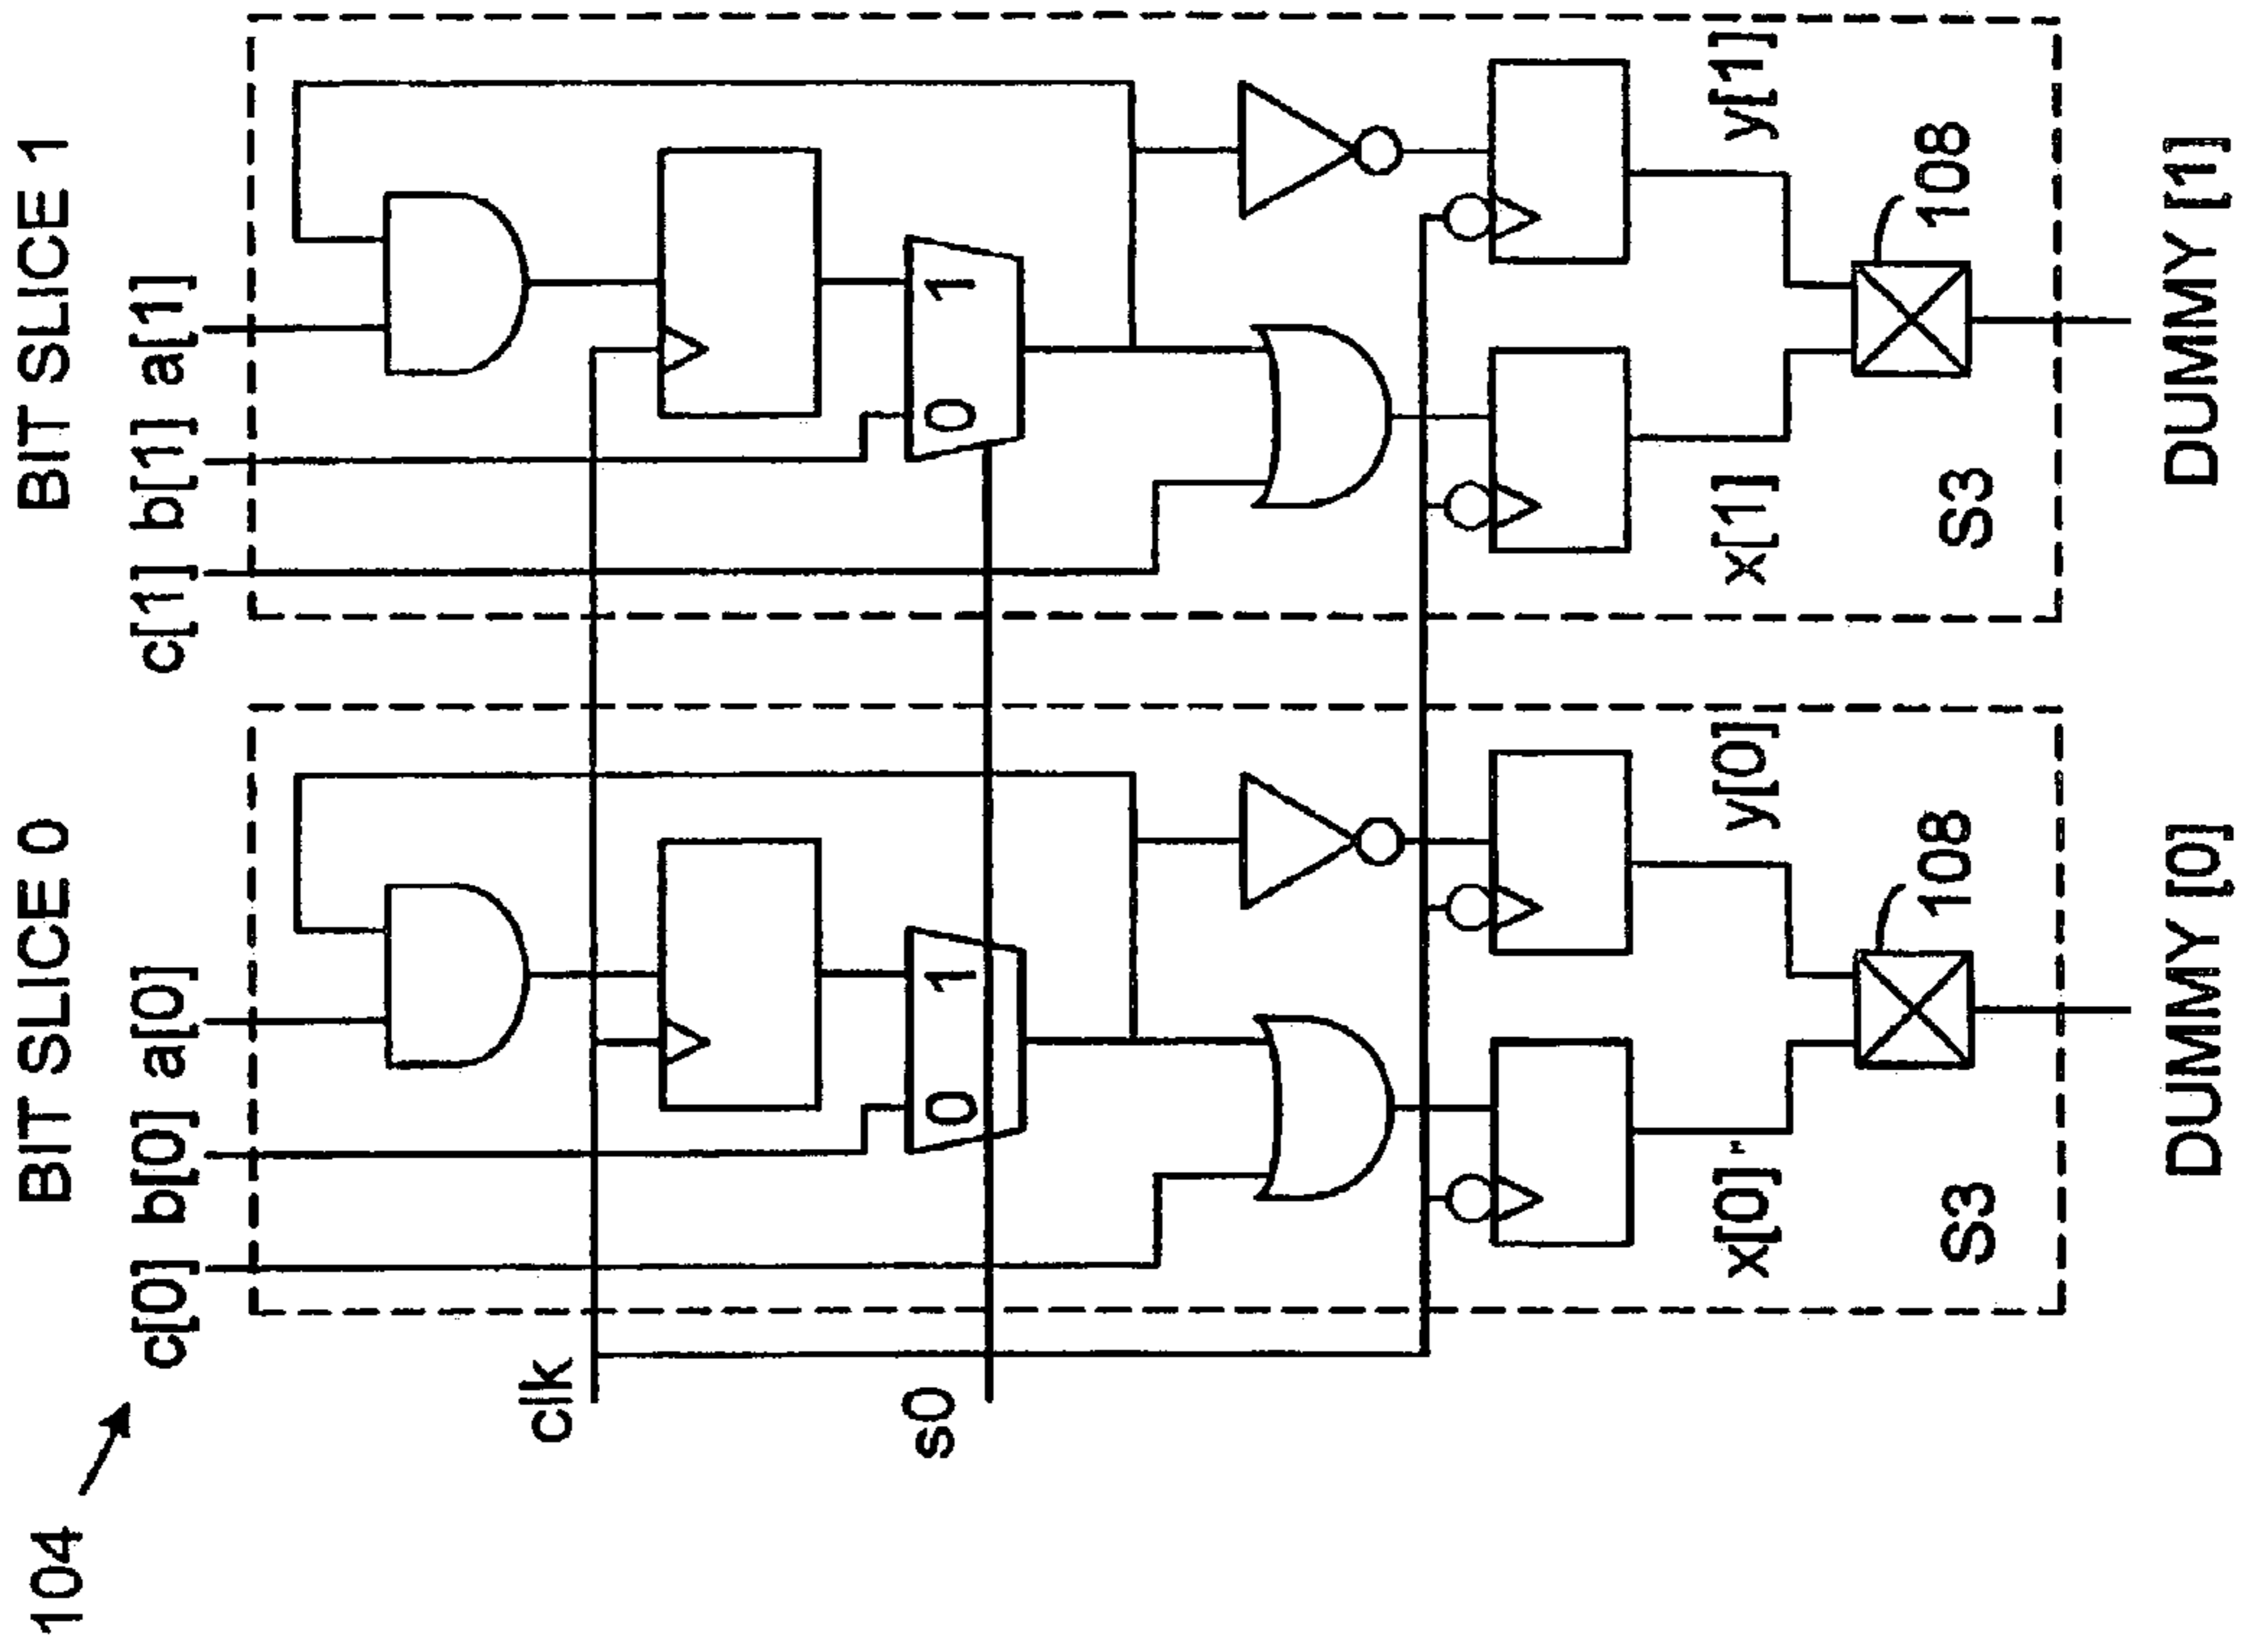 104
BIT SLICE 0
BIT SLICE 1
c[0] b[0] a[0]
c[1] b[1] a[1]
clk
s0
0 1
0 1
x[0]
y[0]
x[1]
y[1]
108
108
S3
S3
DUMMY [0]
DUMMY [1]